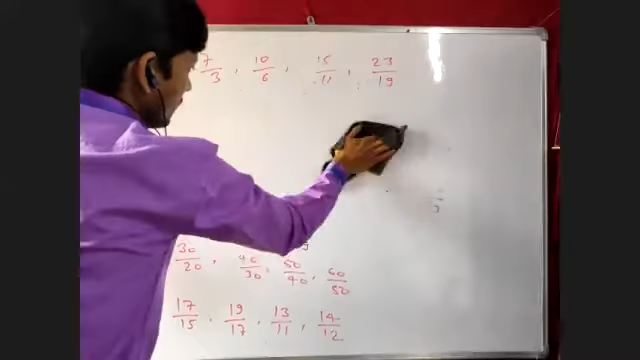 7/3, 10/6, 15/11, 23/19
30/20, 40/30, 50/40, 60/50
17/15, 19/17, 13/11, 14/12